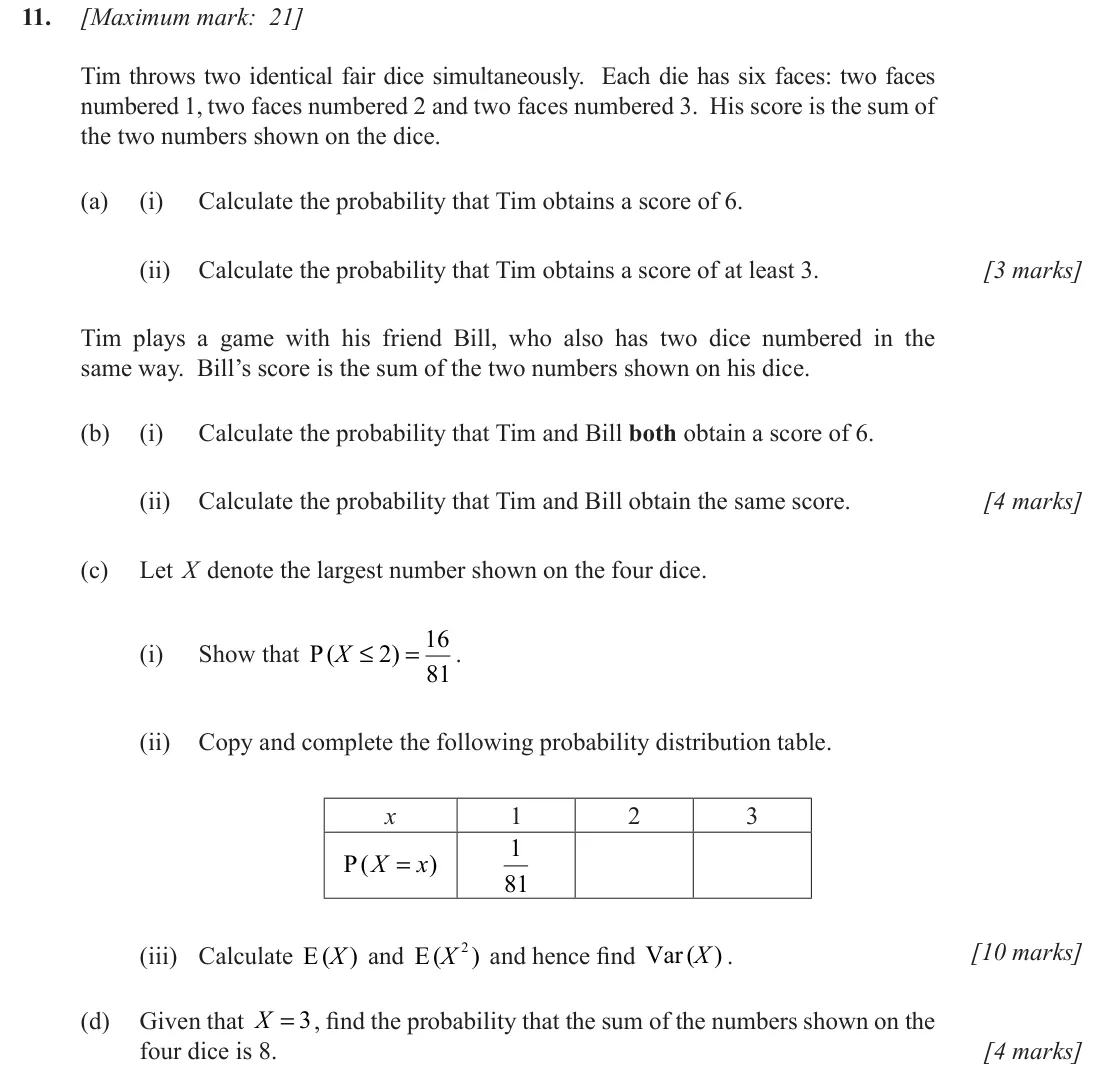 11. [Maximum mark: 21]
Tim throws two identical fair dice simultaneously. Each die has six faces: two faces
numbered 1, two faces numbered 2 and two faces numbered 3. His score is the sum of
the two numbers shown on the dice.
(a) (i) Calculate the probability that Tim obtains a score of 6.
(ii) Calculate the probability that Tim obtains a score of at least 3. [3 marks]
Tim plays a game with his friend Bill, who also has two dice numbered in the
same way. Bill’s score is the sum of the two numbers shown on his dice.
(b) (i) Calculate the probability that Tim and Bill both obtain a score of 6.
(ii) Calculate the probability that Tim and Bill obtain the same score. [4 marks]
(c) Let X denote the largest number shown on the four dice.
(i) Show that P(X ≤ 2) = 16/81.
(ii) Copy and complete the following probability distribution table.
x 1 2 3
P(X = x) 1/81
(iii) Calculate E(X) and E(X²) and hence find Var(X). [10 marks]
(d) Given that X = 3, find the probability that the sum of the numbers shown on the
four dice is 8. [4 marks]